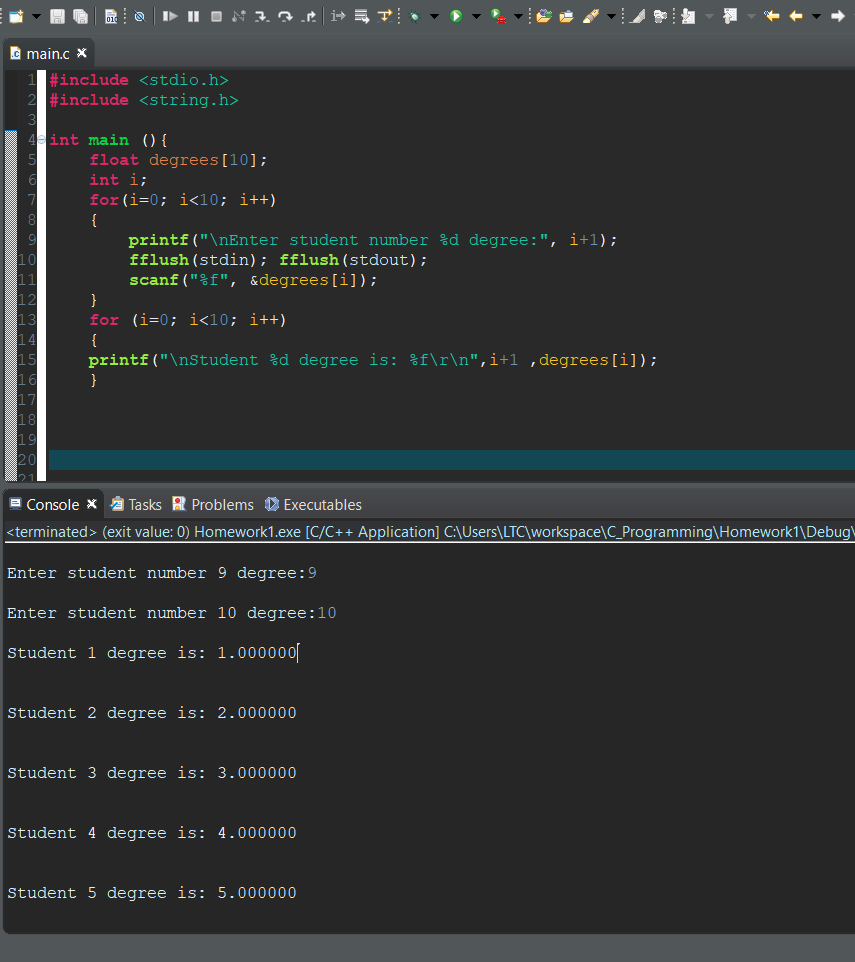 main.c
1 #include <stdio.h>
2 #include <string.h>
3
4 int main (){
5     float degrees[10];
6     int i;
7     for(i=0; i<10; i++)
8     {
9         printf("\nEnter student number %d degree:", i+1);
10         fflush(stdin); fflush(stdout);
11         scanf("%f", &degrees[i]);
12     }
13     for (i=0; i<10; i++)
14     {
15     printf("\nStudent %d degree is: %f\r\n",i+1 ,degrees[i]);
16     }
17
18
19
20
21
Console Tasks Problems Executables
<terminated> (exit value: 0) Homework1.exe [C/C++ Application] C:\Users\LTC\workspace\C_Programming\Homework1\Debug\
Enter student number 9 degree:9
Enter student number 10 degree:10
Student 1 degree is: 1.000000
Student 2 degree is: 2.000000
Student 3 degree is: 3.000000
Student 4 degree is: 4.000000
Student 5 degree is: 5.000000